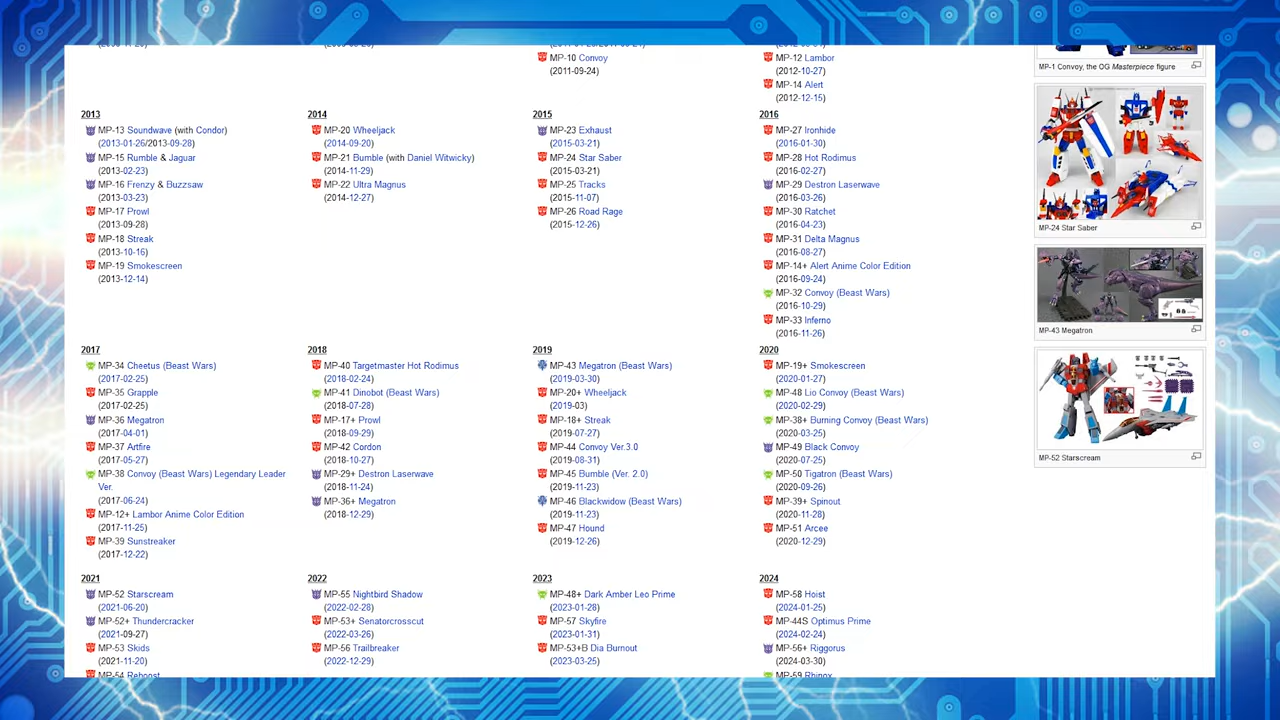 MP-10 Convoy
(2011-09-24)
MP-12 Lambor
(2012-10-27)
MP-14 Alert
(2012-12-15)
2013
MP-13 Soundwave (with Condor)
(2013-01-26/2013-09-28)
MP-15 Rumble & Jaguar
(2013-02-23)
MP-16 Frenzy & Buzzsaw
(2013-03-23)
MP-17 Prowl
(2013-09-28)
MP-18 Streak
(2013-10-16)
MP-19 Smokescreen
(2013-12-14)
2014
MP-20 Wheeljack
(2014-09-20)
MP-21 Bumble (with Daniel Witwicky)
(2014-11-29)
MP-22 Ultra Magnus
(2014-12-27)
2015
MP-23 Exhaust
(2015-03-21)
MP-24 Star Saber
(2015-03-21)
MP-25 Tracks
(2015-11-07)
MP-26 Road Rage
(2015-12-26)
2016
MP-27 Ironhide
(2016-01-30)
MP-28 Hot Rodimus
(2016-02-27)
MP-29 Destron Laserwave
(2016-03-26)
MP-30 Ratchet
(2016-04-23)
MP-31 Delta Magnus
(2016-08-27)
MP-14+ Alert Anime Color Edition
(2016-09-24)
MP-32 Convoy (Beast Wars)
(2016-10-29)
MP-33 Inferno
(2016-11-26)
2017
MP-34 Cheetus (Beast Wars)
(2017-02-25)
MP-35 Grapple
(2017-02-25)
MP-36 Megatron
(2017-04-01)
MP-37 Artfire
(2017-05-27)
MP-38 Convoy (Beast Wars) Legendary Leader
Ver.
(2017-06-24)
MP-12+ Lambor Anime Color Edition
(2017-11-25)
MP-39 Sunstreaker
(2017-12-22)
2018
MP-40 Targetmaster Hot Rodimus
(2018-02-24)
MP-41 Dinobot (Beast Wars)
(2018-07-28)
MP-17+ Prowl
(2018-09-29)
MP-42 Cordon
(2018-10-27)
MP-29+ Destron Laserwave
(2018-11-24)
MP-36+ Megatron
(2018-12-29)
2019
MP-43 Megatron (Beast Wars)
(2019-03-30)
MP-20+ Wheeljack
(2019-03)
MP-18+ Streak
(2019-07-27)
MP-44 Convoy Ver.3.0
(2019-08-31)
MP-45 Bumble (Ver. 2.0)
(2019-11-23)
MP-46 Blackwidow (Beast Wars)
(2019-11-23)
MP-47 Hound
(2019-12-26)
2020
MP-19+ Smokescreen
(2020-01-27)
MP-48 Lio Convoy (Beast Wars)
(2020-02-29)
MP-38+ Burning Convoy (Beast Wars)
(2020-03-25)
MP-49 Black Convoy
(2020-07-25)
MP-50 Tigatron (Beast Wars)
(2020-09-26)
MP-39+ Spinout
(2020-11-28)
MP-51 Arcee
(2020-12-29)
2021
MP-52 Starscream
(2021-06-20)
MP-52+ Thundercracker
(2021-09-27)
MP-53 Skids
(2021-11-20)
MP-54 Reboost
2022
MP-55 Nightbird Shadow
(2022-02-28)
MP-53+ Senatorcrosscut
(2022-03-26)
MP-56 Trailbreaker
(2022-12-29)
2023
MP-48+ Dark Amber Leo Prime
(2023-01-28)
MP-57 Skyfire
(2023-01-31)
MP-53+B Dia Burnout
(2023-03-25)
2024
MP-58 Hoist
(2024-01-25)
MP-44S Optimus Prime
(2024-02-24)
MP-56+ Riggorus
(2024-03-30)
MP-59 Rhinox
MP-1 Convoy, the OG Masterpiece figure
MP-24 Star Saber
MP-43 Megatron
MP-52 Starscream